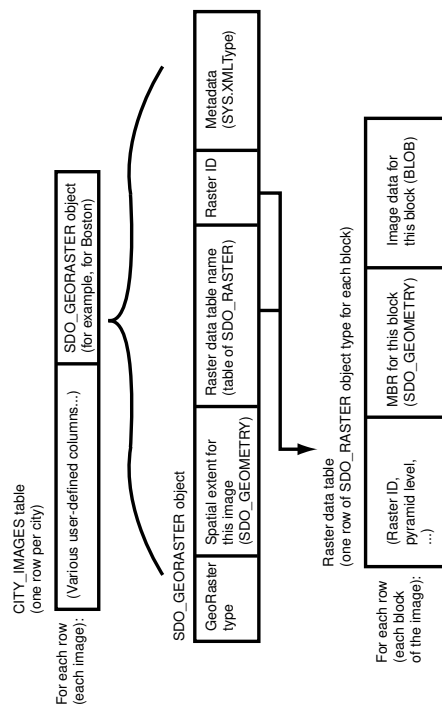 CITY_IMAGES table
(one row per city)
For each row
(each image):
(Various user-defined columns...)
SDO_GEORASTER object
(for example, for Boston)
SDO_GEORASTER object
GeoRaster
type
Spatial extent for
this image
(SDO_GEOMETRY)
Raster data table name
(table of SDO_RASTER)
Raster ID
Metadata
(SYS.XMLType)
Raster data table
(one row of SDO_RASTER object type for each block)
For each row
(each block
of the image):
(Raster ID,
pyramid level,
...)
MBR for this block
(SDO_GEOMETRY)
Image data for
this block (BLOB)